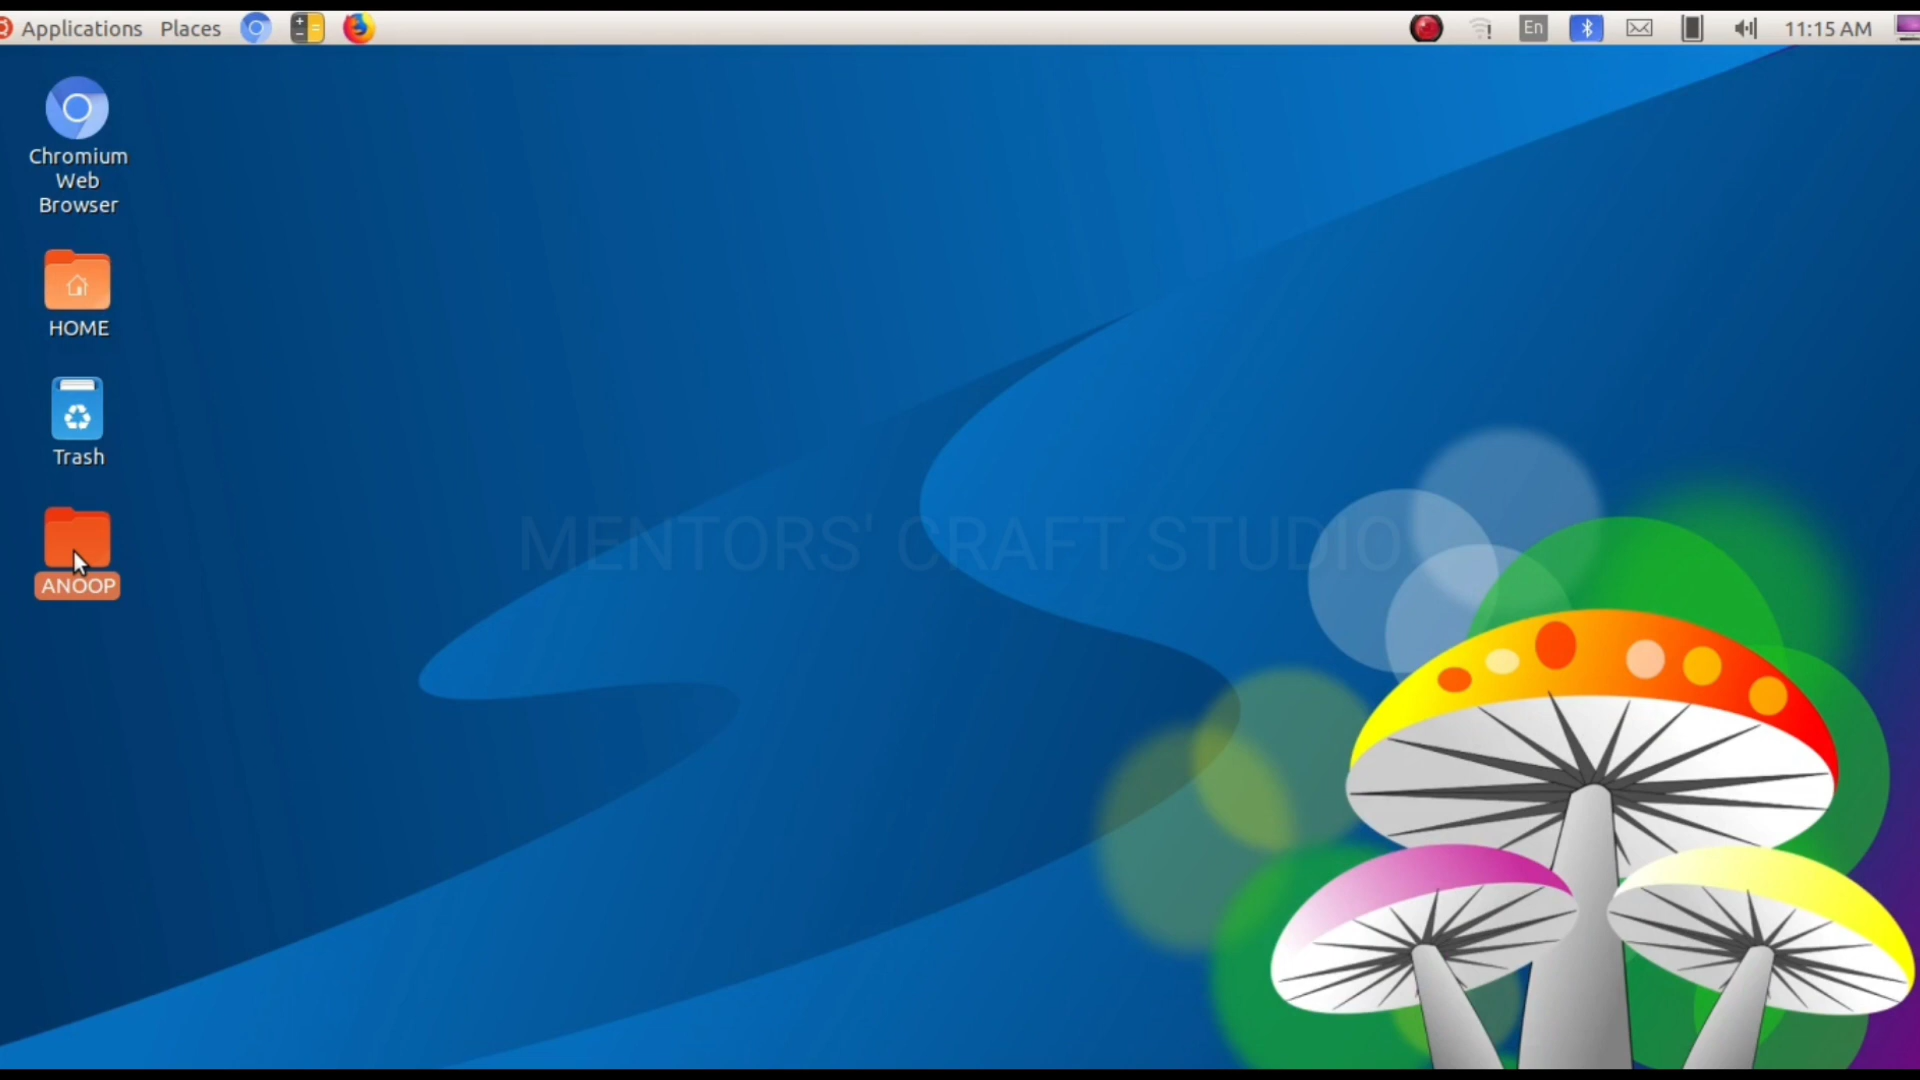 Applications Places
En
11:15 AM
Chromium
Web
Browser
HOME
Trash
ANOOP
MENTORS' CRAFT STUDIO